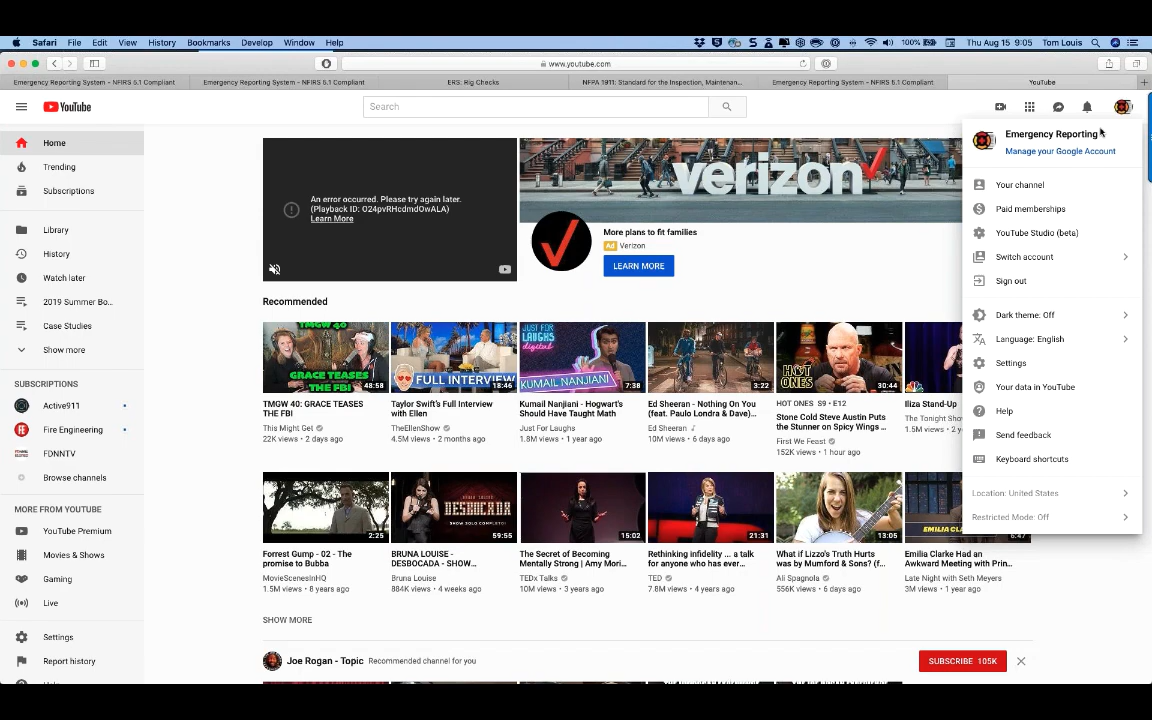 Safari File Edit View History Bookmarks Develop Window Help 100% Thu Aug 15 9:05 Tom Louis
www.youtube.com
Emergency Reporting System - NFIRS 5.1 Compliant Emergency Reporting System - NFIRS 5.1 Compliant ERS: Rig Checks NFPA 1911: Standard for the Inspection, Maintenan... Emergency Reporting System - NFIRS 5.1 Compliant YouTube
YouTube
Search
Home
Trending
Subscriptions
Library
History
Watch later
2019 Summer Bo...
Case Studies
Show more
SUBSCRIPTIONS
Active911
Fire Engineering
FDNNTV
Browse channels
MORE FROM YOUTUBE
YouTube Premium
Movies & Shows
Gaming
Live
Settings
Report history
An error occurred. Please try again later.
(Playback ID: O24pvRHcdmdOwALA)
Learn More
verizon
More plans to fit families
Ad Verizon
LEARN MORE
Recommended
TMGW 40
GRACE TEASES
THE FBI
48:58
TMGW 40: GRACE TEASES
THE FBI
This Might Get
22K views • 2 days ago
FULL INTERVIEW
18:46
Taylor Swift's Full Interview
with Ellen
TheEllenShow
4.5M views • 2 months ago
JUST FOR
LAUGHS
digital
KUMAIL NANJIANI
7:38
Kumail Nanjiani - Hogwart's
Should Have Taught Math
Just For Laughs
1.8M views • 1 year ago
3:22
Ed Sheeran - Nothing On You
(feat. Paulo Londra & Dave)...
Ed Sheeran
10M views • 6 days ago
HOT
ONES
30:44
HOT ONES S9 • E12
Stone Cold Steve Austin Puts
the Stunner on Spicy Wings ...
First We Feast
152K views • 1 hour ago
Iliza Stand-Up
The Tonight Sho
1.5M views • 2
2:25
Forrest Gump - 02 - The
promise to Bubba
MovieScenesinHQ
1.5M views • 8 years ago
DESBOCADA
SHOW SOLO COMPLETO!
59:56
BRUNA LOUISE -
DESBOCADA - SHOW...
Bruna Louise
884K views • 4 weeks ago
15:02
The Secret of Becoming
Mentally Strong | Amy Mori...
TEDx Talks
10M views • 3 years ago
21:31
Rethinking infidelity ... a talk
for anyone who has ever...
TED
7.8M views • 4 years ago
13:05
What if Lizzo's Truth Hurts
was by Mumford & Sons? (f...
Ali Spagnola
556K views • 6 days ago
EMILIA CL
6:47
Emilia Clarke Had an
Awkward Meeting with Prin...
Late Night with Seth Meyers
3M views • 1 year ago
SHOW MORE
Joe Rogan - Topic Recommended channel for you
SUBSCRIBE 105K
Emergency Reporting
Manage your Google Account
Your channel
Paid memberships
YouTube Studio (beta)
Switch account
Sign out
Dark theme: Off
Language: English
Settings
Your data in YouTube
Help
Send feedback
Keyboard shortcuts
Location: United States
Restricted Mode: Off